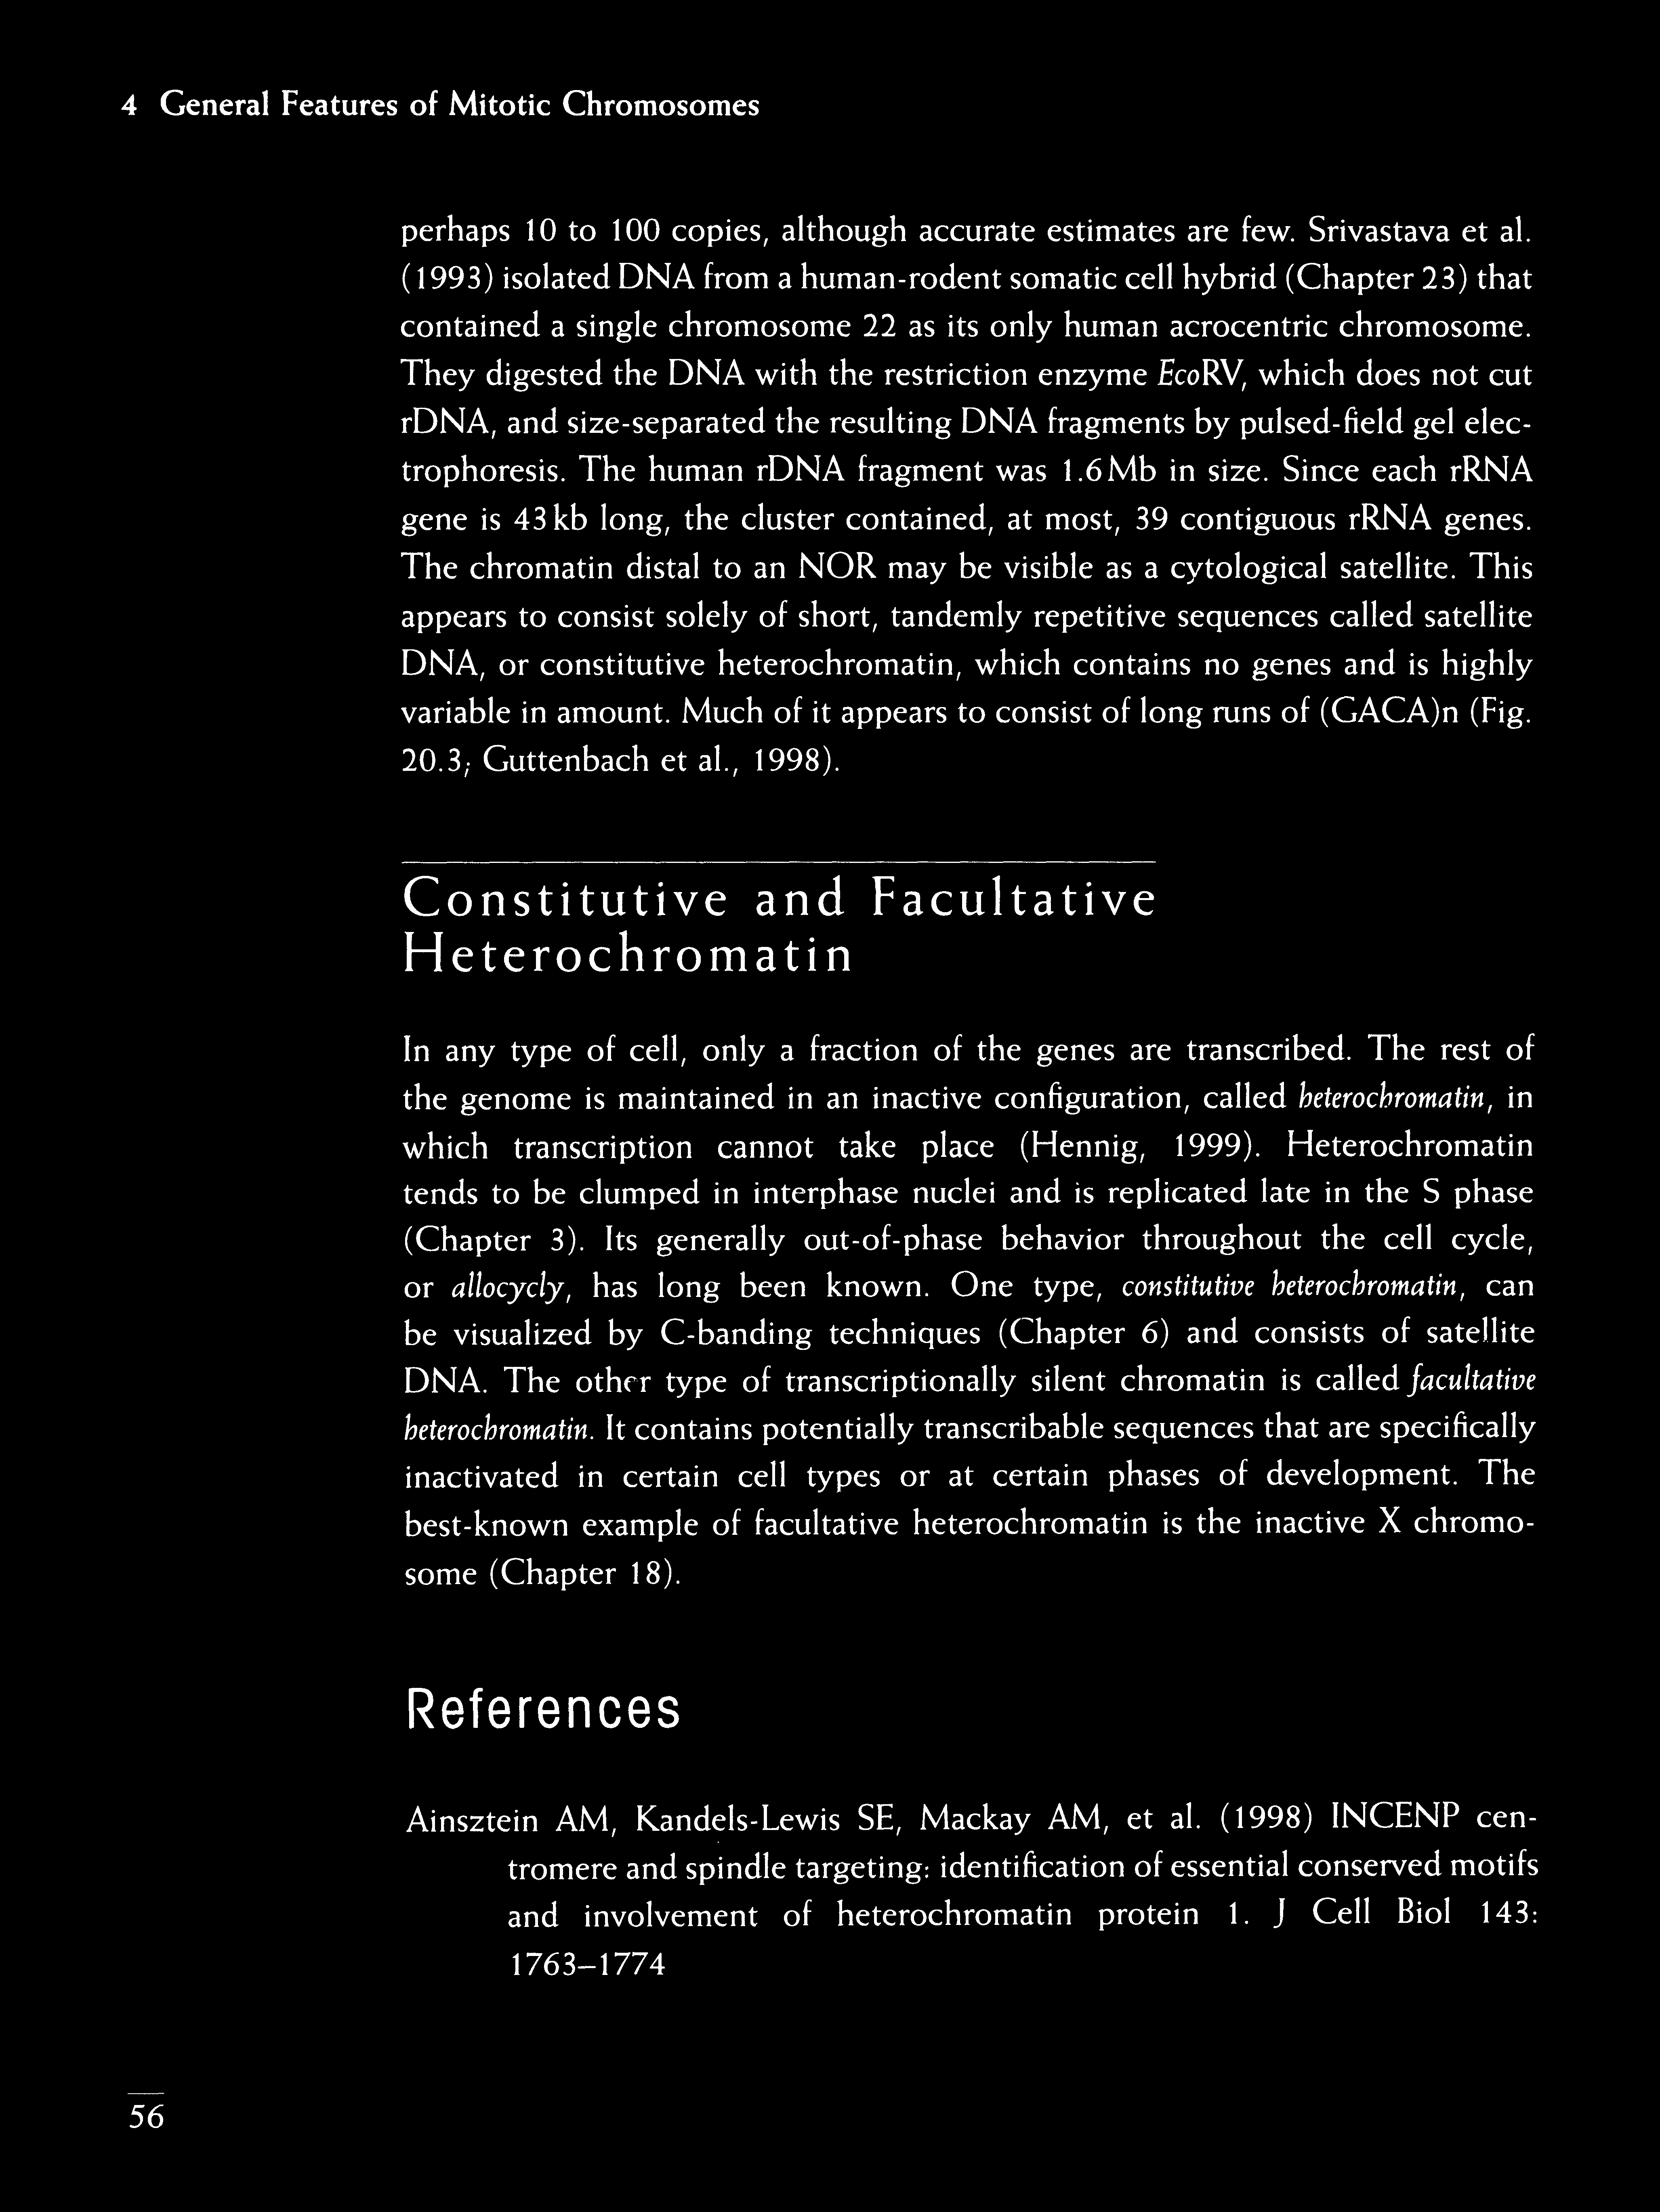 4 General Features of Mitotic Chromosomes
perhaps 10 to 100 copies, although accurate estimates are few. Srivastava et al.
(1993) isolated DNA from a human-rodent somatic cell hybrid (Chapter 23) that
contained a single chromosome 22 as its only human acrocentric chromosome.
They digested the DNA with the restriction enzyme EcoRV, which does not cut
rDNA, and size-separated the resulting DNA fragments by pulsed-field gel elec-
trophoresis. The human rDNA fragment was 1.6 Mb in size. Since each rRNA
gene is 43 kb long, the cluster contained, at most, 39 contiguous rRNA genes.
The chromatin distal to an NOR may be visible as a cytological satellite. This
appears to consist solely of short, tandemly repetitive sequences called satellite
DNA, or constitutive heterochromatin, which contains no genes and is highly
variable in amount. Much of it appears to consist of long runs of (GACA)n (Fig.
20.3; Guttenbach et al., 1998).
Constitutive and Facultative
Heterochromatin
In any type of cell, only a fraction of the genes are transcribed. The rest of
the genome is maintained in an inactive configuration, called heterochromatin, in
which transcription cannot take place (Hennig, 1999). Heterochromatin
tends to be clumped in interphase nuclei and is replicated late in the S phase
(Chapter 3). Its generally out-of-phase behavior throughout the cell cycle,
or allocycly, has long been known. One type, constitutive heterochromatin, can
be visualized by C-banding techniques (Chapter 6) and consists of satellite
DNA. The other type of transcriptionally silent chromatin is called facultative
heterochromatin. It contains potentially transcribable sequences that are specifically
inactivated in certain cell types or at certain phases of development. The
best-known example of facultative heterochromatin is the inactive X chromo-
some (Chapter 18).
References
Ainsztein AM, Kandels-Lewis SE, Mackay AM, et al. (1998) INCENP cen-
tromere and spindle targeting: identification of essential conserved motifs
and involvement of heterochromatin protein 1. J Cell Biol 143:
1763–1774
56